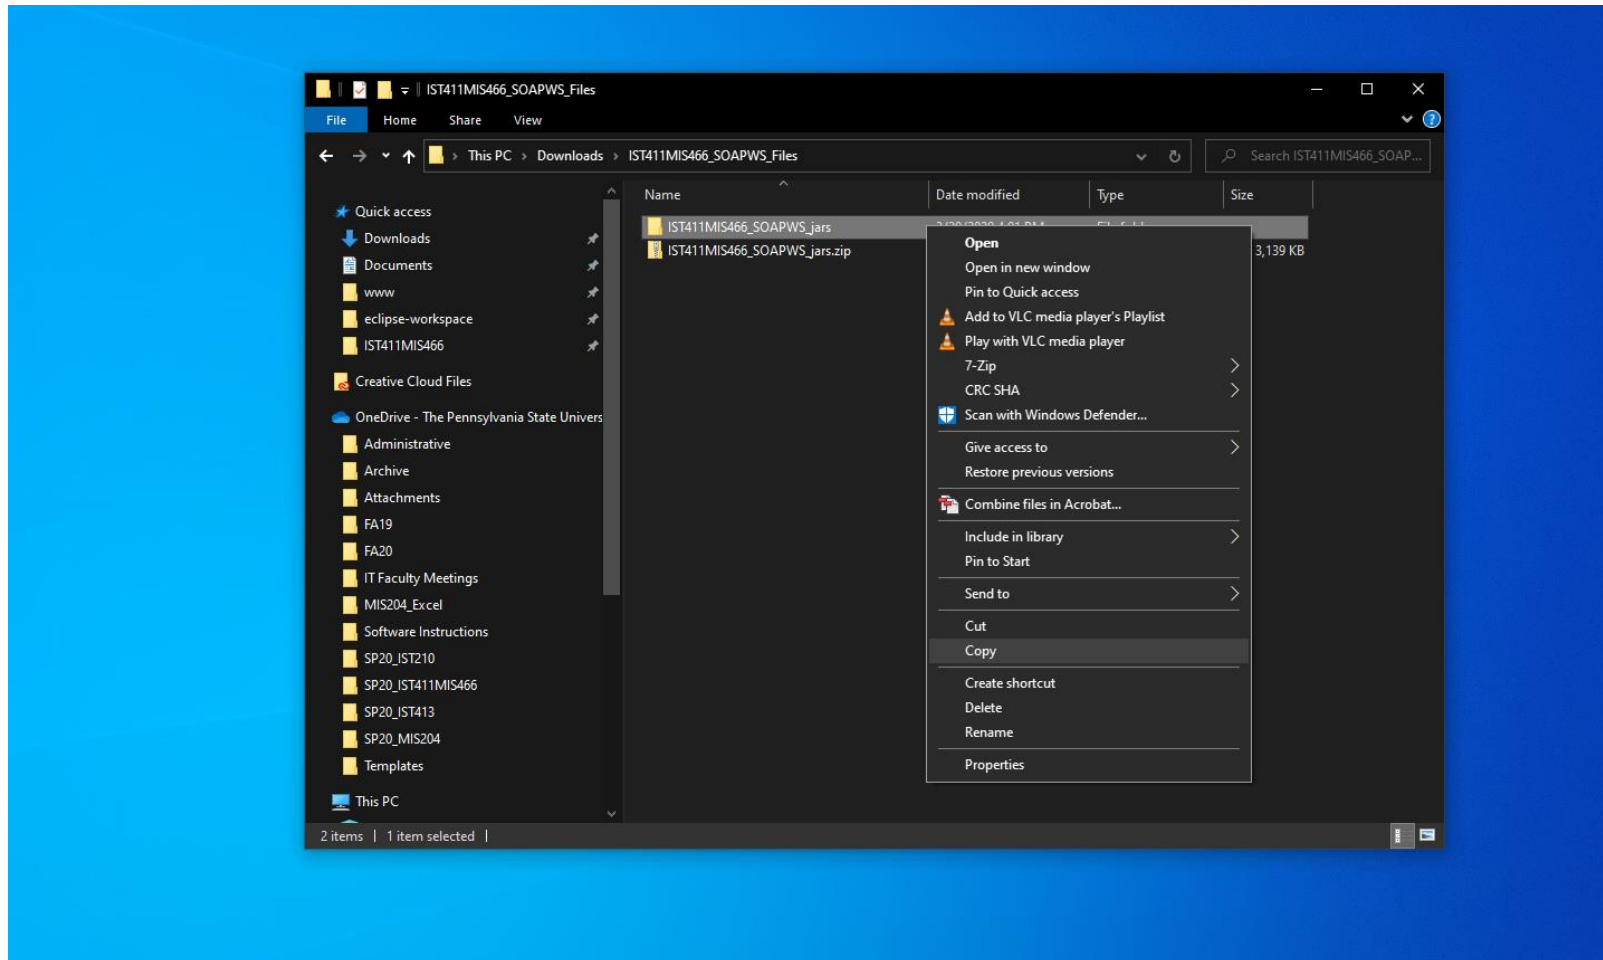 IST411MIS466_SOAPWS_Files
File Home Share View
This PC > Downloads > IST411MIS466_SOAPWS_Files
Search IST411MIS466_SOAP...
Name Date modified Type Size
Quick access
Downloads
Documents
www
eclipse-workspace
IST411MIS466
Creative Cloud Files
OneDrive - The Pennsylvania State Univers
Administrative
Archive
Attachments
FA19
FA20
IT Faculty Meetings
MIS204_Excel
Software Instructions
SP20_IST210
SP20_IST411MIS466
SP20_IST413
SP20_MIS204
Templates
This PC
IST411MIS466_SOAPWS_jars
IST411MIS466_SOAPWS_jars.zip 3,139 KB
Open
Open in new window
Pin to Quick access
Add to VLC media player's Playlist
Play with VLC media player
7-Zip
CRC SHA
Scan with Windows Defender...
Give access to
Restore previous versions
Combine files in Acrobat...
Include in library
Pin to Start
Send to
Cut
Copy
Create shortcut
Delete
Rename
Properties
2 items | 1 item selected |